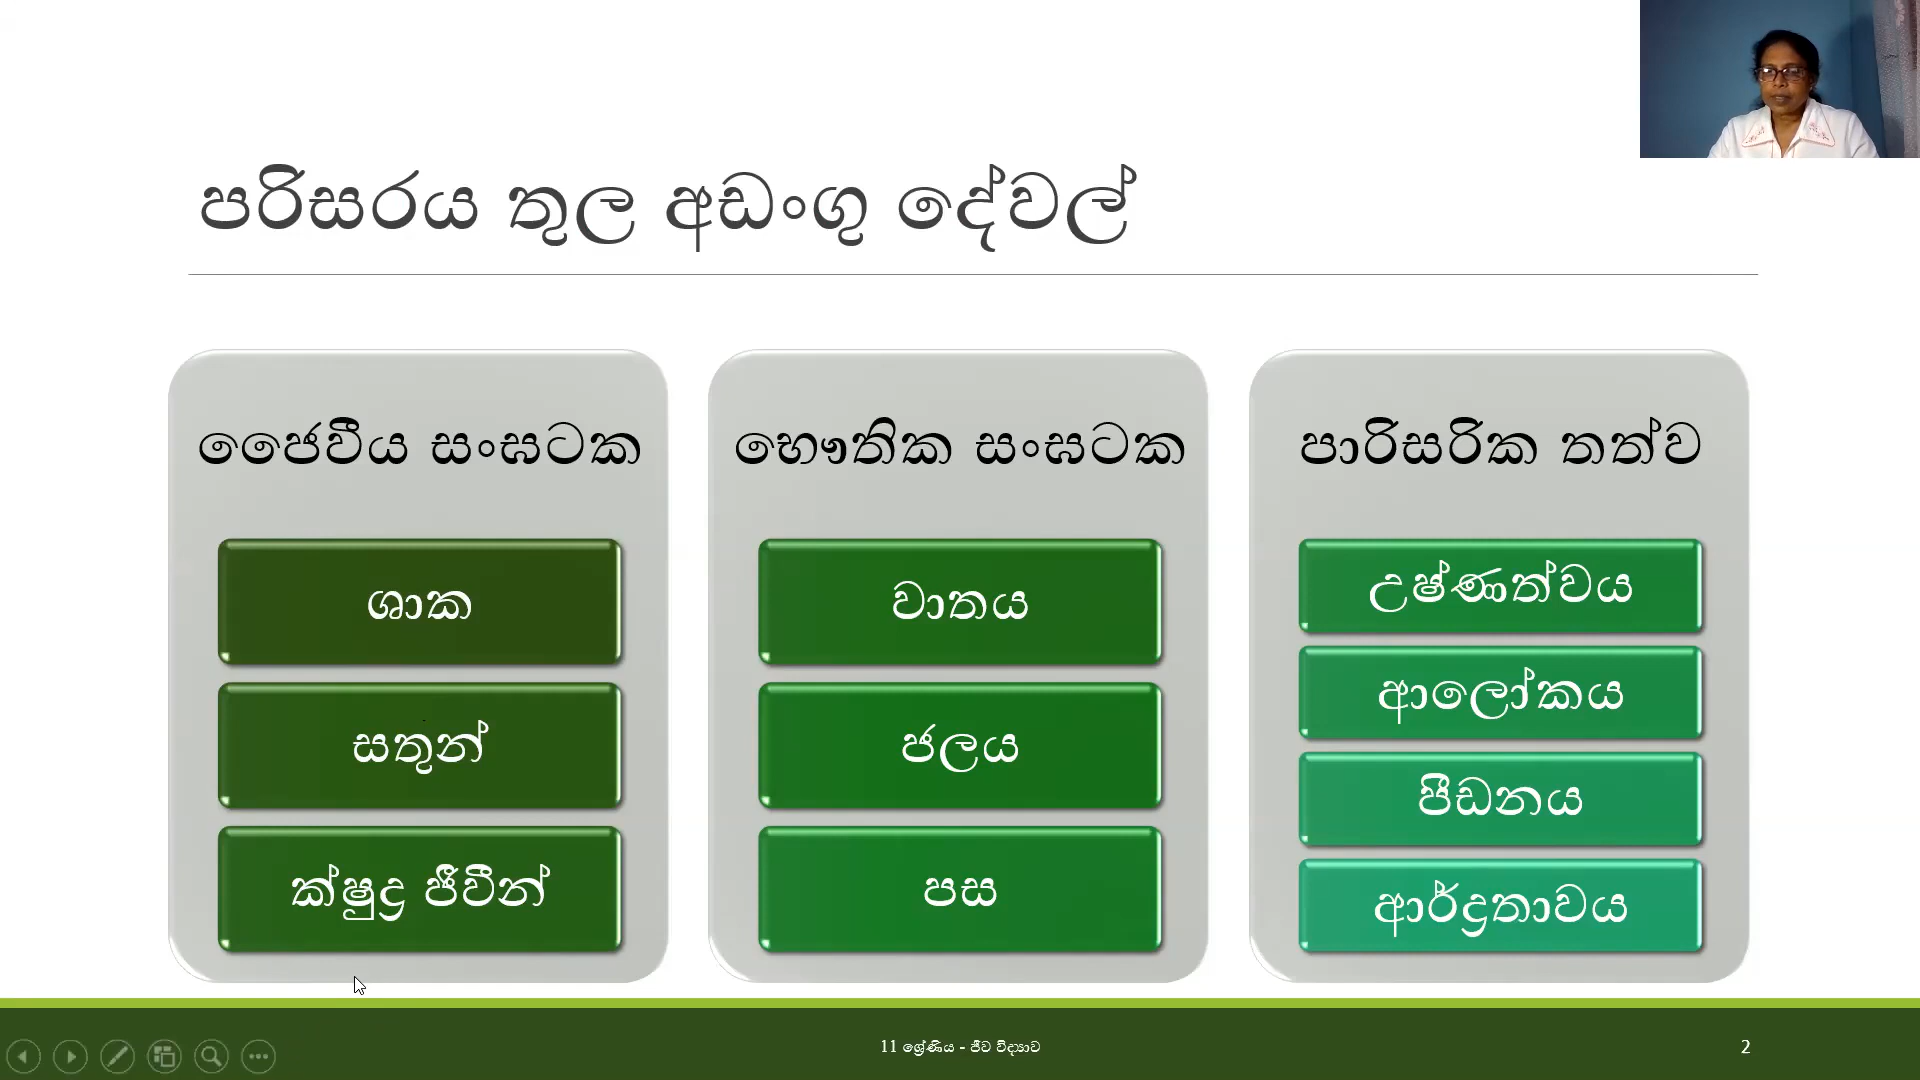 පරිසරය තුල අඩංගු දේවල්
ජෛවීය සංඝටක
ශාක
සතුන්
ක්ෂුද්‍ර ජීවීන්
භෞතික සංඝටක
වාතය
ජලය
පස
පාරිසරික තත්ව
උෂ්ණත්වය
ආලෝකය
පීඩනය
ආර්ද්‍රතාවය
11 ශ්‍රේණිය - ජීව විද්‍යාව
2